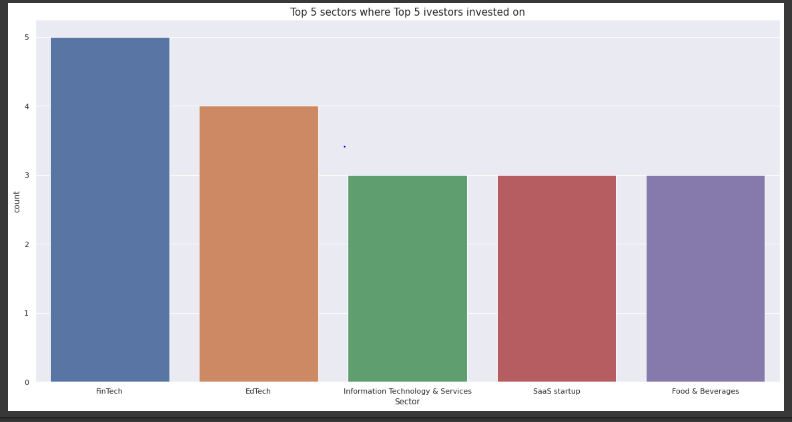 Top 5 sectors where Top 5 ivestors invested on
5
4
3
2
1
0
count
FinTech
EdTech
Information Technology & Services
SaaS startup
Food & Beverages
Sector